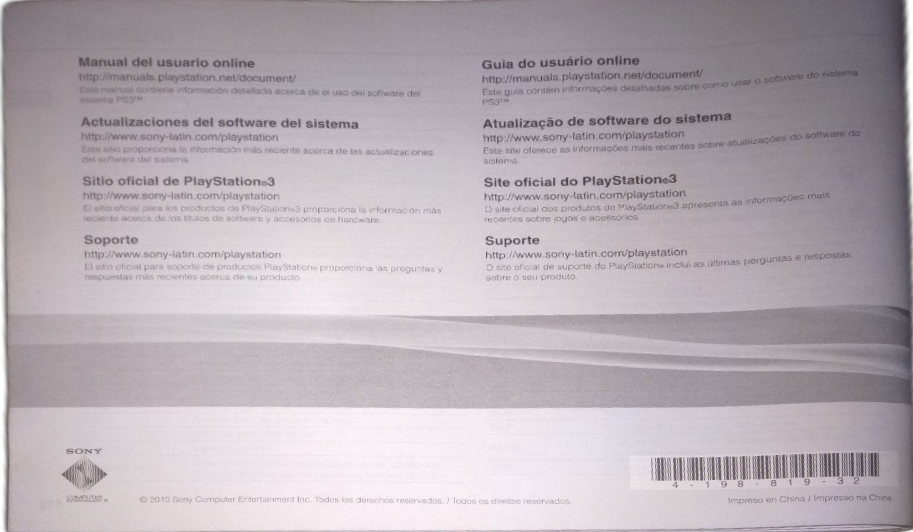 Manual del usuario online
http://manuals.playstation.net/document/
Este manual contiene información detallada acerca de el uso del software del
sistema PS3™
Actualizaciones del software del sistema
http://www.sony-latin.com/playstation
Este sitio proporciona la información más reciente acerca de las actualizaciones
del software del sistema.
Sitio oficial de PlayStation®3
http://www.sony-latin.com/playstation
El sitio oficial para los productos de PlayStation®3 proporciona la información más
reciente acerca de los títulos de software y accesorios de hardware.
Soporte
http://www.sony-latin.com/playstation
El sitio oficial para soporte de productos PlayStation® proporciona las preguntas y
respuestas más recientes acerca de su producto.
Guia do usuário online
http://manuals.playstation.net/document/
Este guia contém informações detalhadas sobre como usar o software do sistema
PS3™
Atualização de software do sistema
http://www.sony-latin.com/playstation
Este site oferece as informações mais recentes sobre atualizações do software do
sistema.
Site oficial do PlayStation®3
http://www.sony-latin.com/playstation
O site oficial dos produtos do PlayStation®3 apresenta as informações mais
recentes sobre jogos e acessórios.
Suporte
http://www.sony-latin.com/playstation
O site oficial de suporte do PlayStation® inclui as últimas perguntas e respostas
sobre o seu produto.
SONY
© 2010 Sony Computer Entertainment Inc. Todos los derechos reservados. / Todos os direitos reservados.
4-198-819-32
Impreso en China / Impresso na China